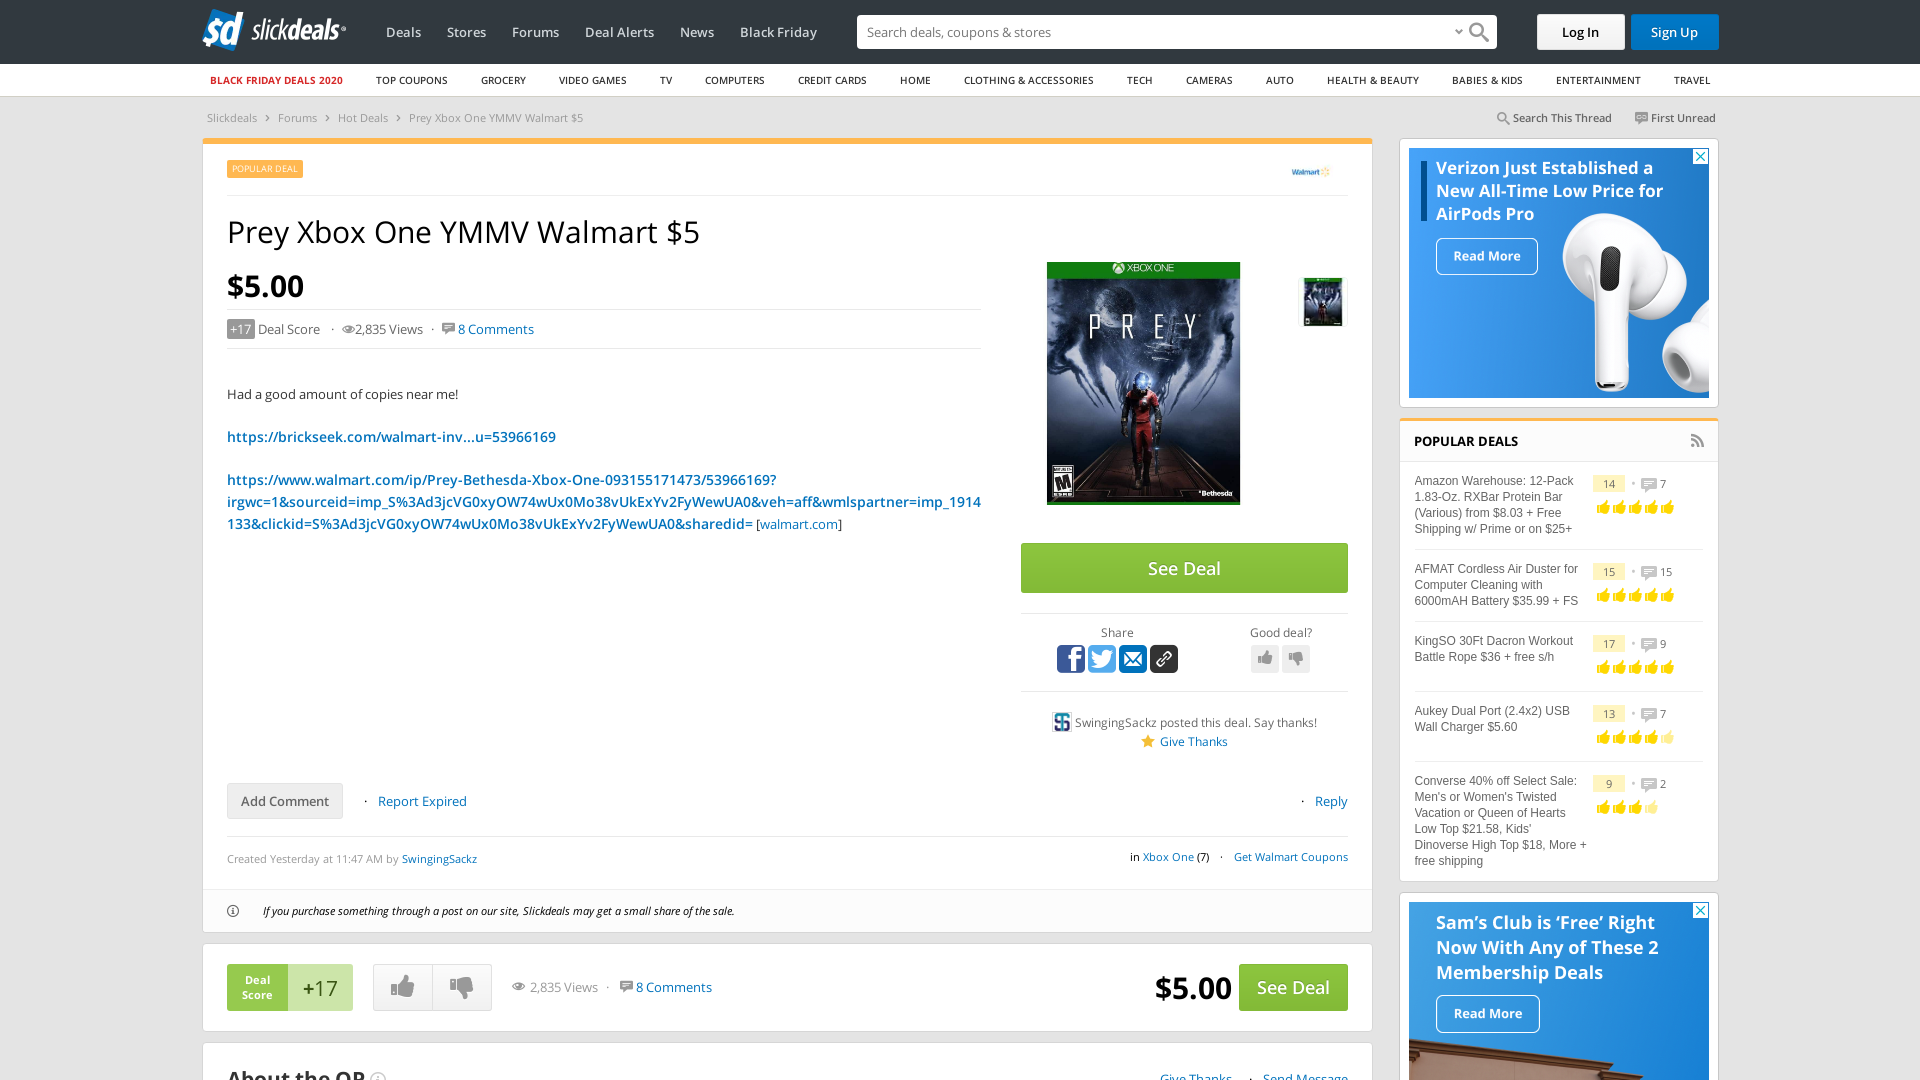 slickdeals
Deals Stores Forums Deal Alerts News Black Friday
Search deals, coupons & stores
Log In Sign Up
BLACK FRIDAY DEALS 2020 TOP COUPONS GROCERY VIDEO GAMES TV COMPUTERS CREDIT CARDS HOME CLOTHING & ACCESSORIES TECH CAMERAS AUTO HEALTH & BEAUTY BABIES & KIDS ENTERTAINMENT TRAVEL
Slickdeals › Forums › Hot Deals › Prey Xbox One YMMV Walmart $5
Search This Thread First Unread
POPULAR DEAL
Walmart
Prey Xbox One YMMV Walmart $5
$5.00
+17 Deal Score · 2,835 Views · 8 Comments
Had a good amount of copies near me!
https://brickseek.com/walmart-inv...u=53966169
https://www.walmart.com/ip/Prey-Bethesda-Xbox-One-093155171473/53966169?
irgwc=1&sourceid=imp_S%3Ad3jcVG0xyOW74wUx0Mo38vUkExYv2FyWewUA0&veh=aff&wmlspartner=imp_1914
133&clickid=S%3Ad3jcVG0xyOW74wUx0Mo38vUkExYv2FyWewUA0&sharedid= [walmart.com]
XBOX ONE
PREY
M
Bethesda
See Deal
Share
Good deal?
SwingingSackz posted this deal. Say thanks!
Give Thanks
Add Comment · Report Expired
· Reply
Created Yesterday at 11:47 AM by SwingingSackz
in Xbox One (7) · Get Walmart Coupons
If you purchase something through a post on our site, Slickdeals may get a small share of the sale.
Deal
Score
+17
2,835 Views · 8 Comments
$5.00
See Deal
About the OP
Give Thanks · Send Message
Verizon Just Established a
New All-Time Low Price for
AirPods Pro
Read More
POPULAR DEALS
Amazon Warehouse: 12-Pack
1.83-Oz. RXBar Protein Bar
(Various) from $8.03 + Free
Shipping w/ Prime or on $25+
14 · 7
AFMAT Cordless Air Duster for
Computer Cleaning with
6000mAH Battery $35.99 + FS
15 · 15
KingSO 30Ft Dacron Workout
Battle Rope $36 + free s/h
17 · 9
Aukey Dual Port (2.4x2) USB
Wall Charger $5.60
13 · 7
Converse 40% off Select Sale:
Men's or Women's Twisted
Vacation or Queen of Hearts
Low Top $21.58, Kids'
Dinoverse High Top $18, More +
free shipping
9 · 2
Sam's Club is 'Free' Right
Now With Any of These 2
Membership Deals
Read More